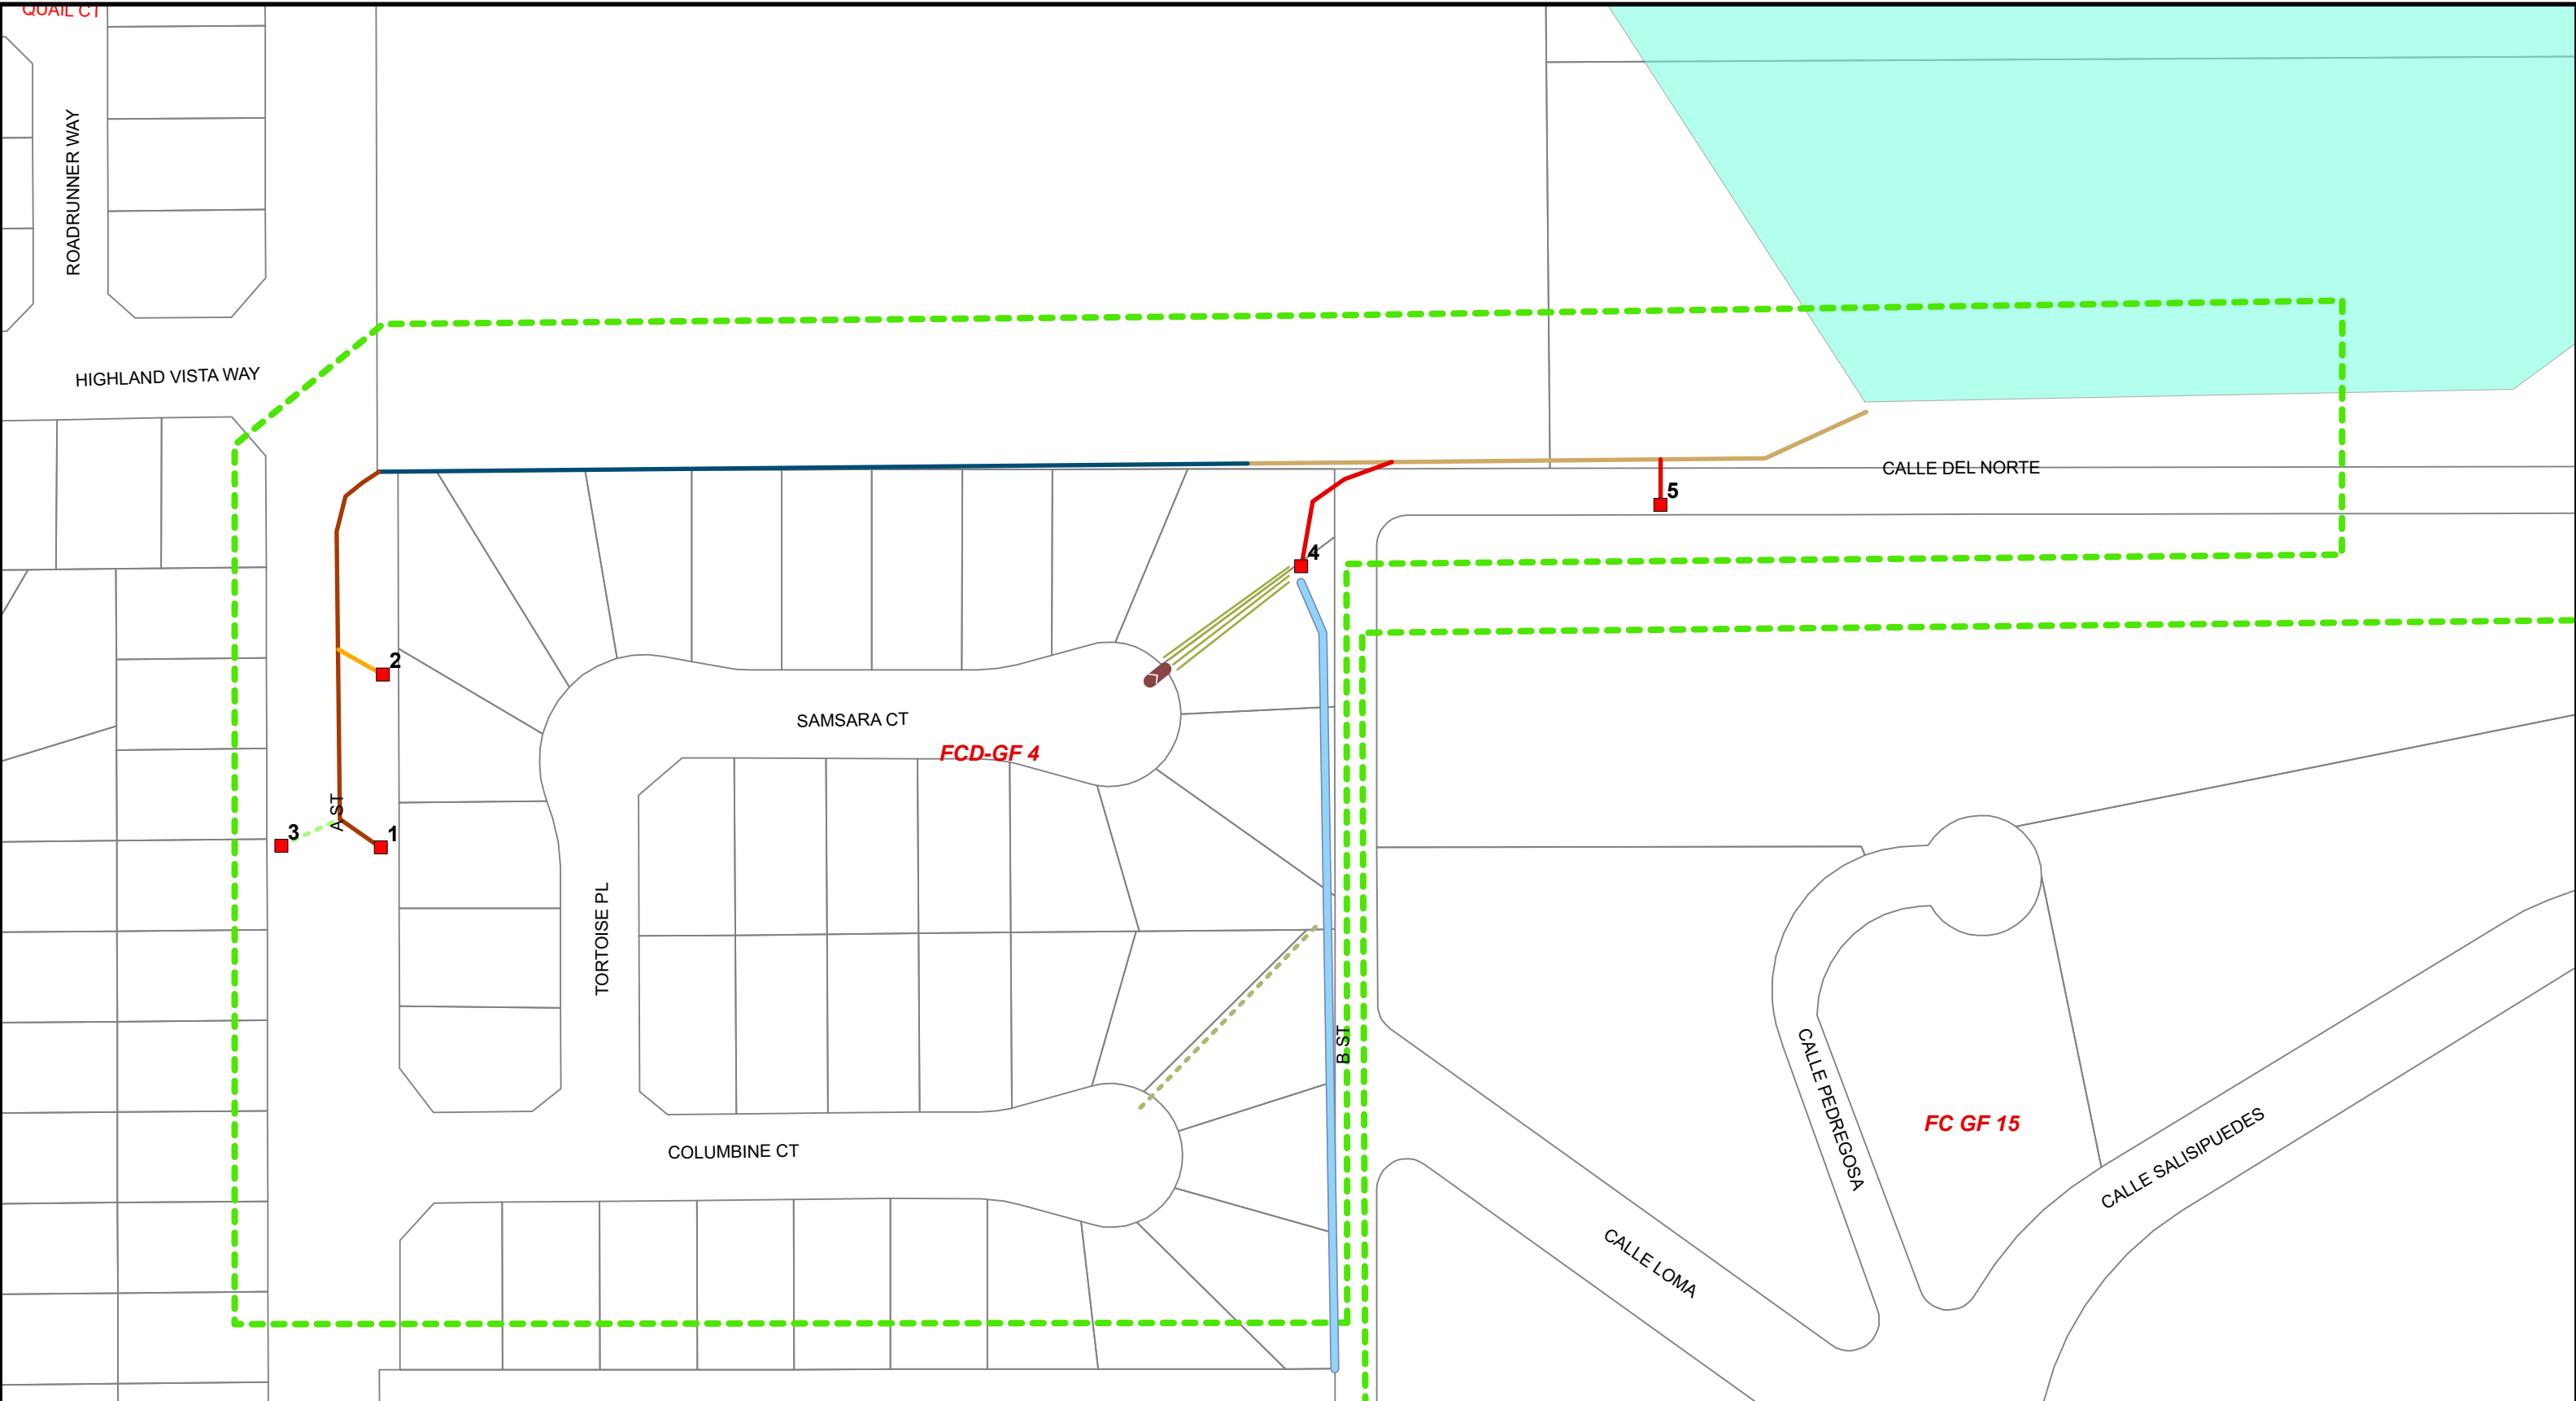 QUAIL CT
ROADRUNNER WAY
HIGHLAND VISTA WAY
CALLE DEL NORTE
5
4
2
SAMSARA CT
FCD-GF 4
A ST
3
1
TORTOISE PL
B ST
CALLE PEDREGOSA
FC GF 15
COLUMBINE CT
CALLE SALISIPUEDES
CALLE LOMA